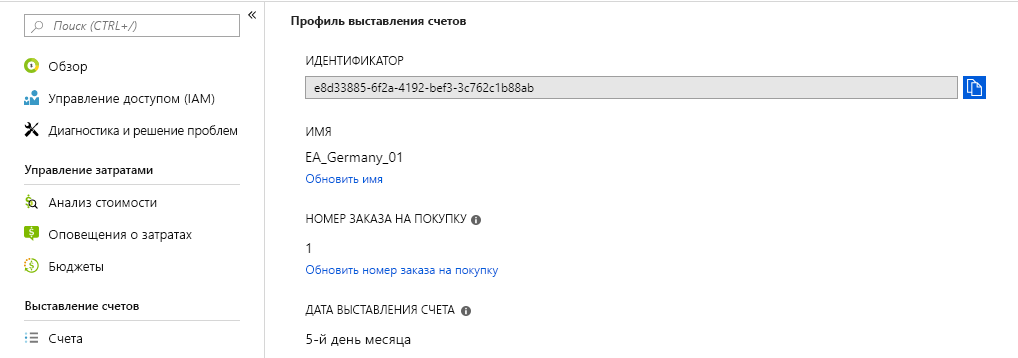 Поиск (CTRL+/)
«
Обзор
Управление доступом (IAM)
Диагностика и решение проблем
Управление затратами
Анализ стоимости
Оповещения о затратах
Бюджеты
Выставление счетов
Счета
Профиль выставления счетов
ИДЕНТИФИКАТОР
e8d33885-6f2a-4192-bef3-3c762c1b88ab
ИМЯ
EA_Germany_01
Обновить имя
НОМЕР ЗАКАЗА НА ПОКУПКУ
1
Обновить номер заказа на покупку
ДАТА ВЫСТАВЛЕНИЯ СЧЕТА
5-й день месяца